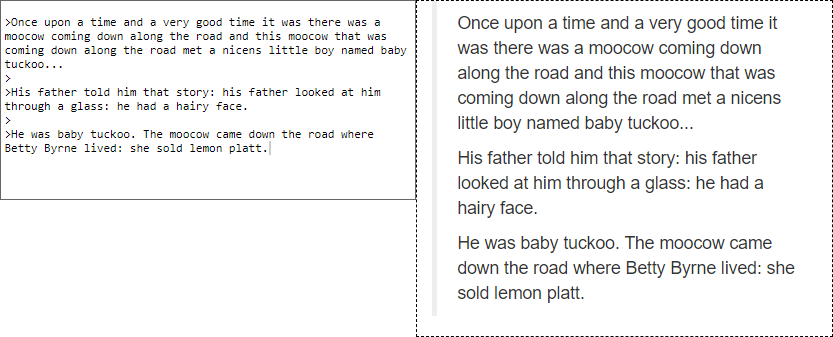 >Once upon a time and a very good time it was there was a
moocow coming down along the road and this moocow that was
coming down along the road met a nicens little boy named baby
tuckoo...
>
>His father told him that story: his father looked at him
through a glass: he had a hairy face.
>
>He was baby tuckoo. The moocow came down the road where
Betty Byrne lived: she sold lemon platt.
Once upon a time and a very good time it
was there was a moocow coming down
along the road and this moocow that was
coming down along the road met a nicens
little boy named baby tuckoo...
His father told him that story: his father
looked at him through a glass: he had a
hairy face.
He was baby tuckoo. The moocow came
down the road where Betty Byrne lived: she
sold lemon platt.